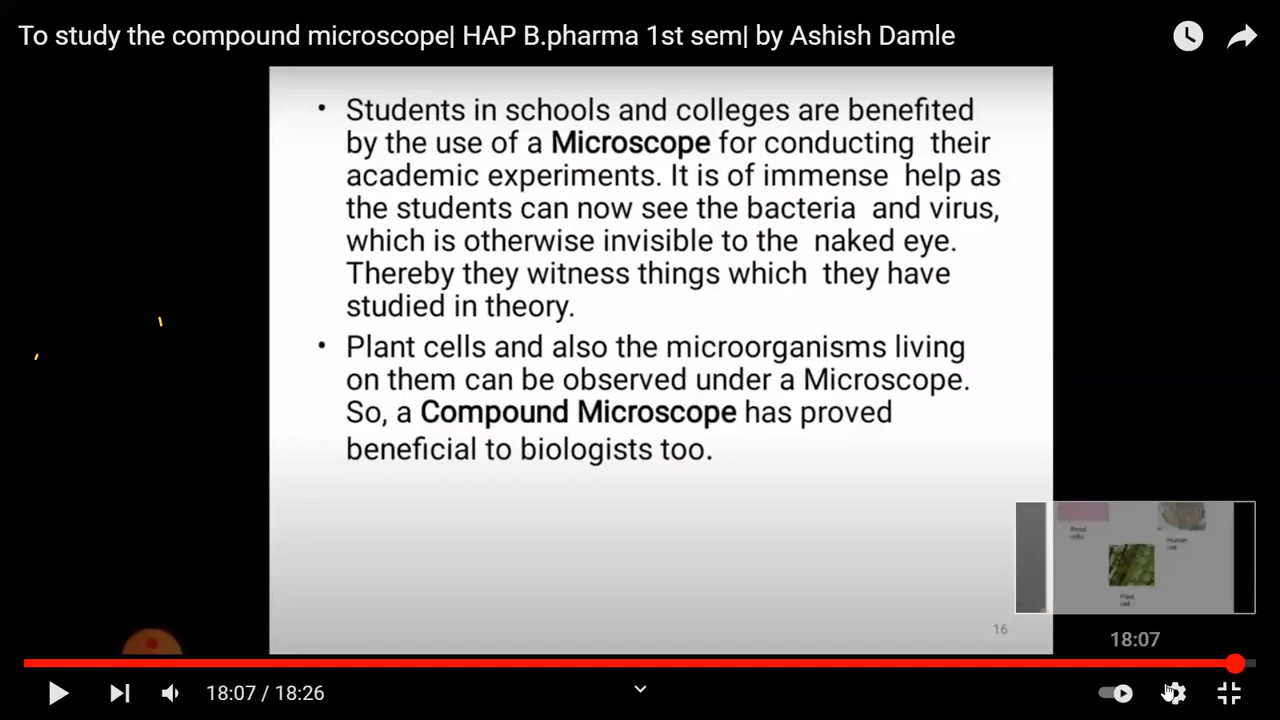 To study the compound microscope| HAP B.pharma 1st sem| by Ashish Damle
• Students in schools and colleges are benefited
by the use of a Microscope for conducting their
academic experiments. It is of immense help as
the students can now see the bacteria and virus,
which is otherwise invisible to the naked eye.
Thereby they witness things which they have
studied in theory.
• Plant cells and also the microorganisms living
on them can be observed under a Microscope.
So, a Compound Microscope has proved
beneficial to biologists too.
cells
cell
cell
16
18:07
18:07 / 18:26